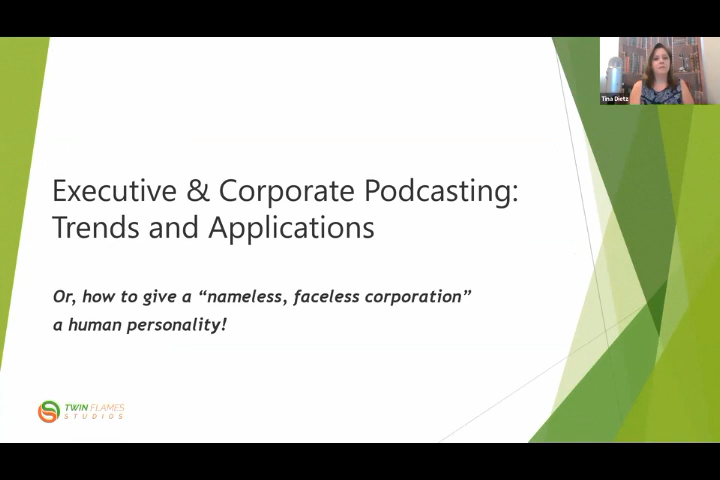 Tina Dietz
Executive & Corporate Podcasting:
Trends and Applications
Or, how to give a “nameless, faceless corporation”
a human personality!
TWIN FLAMES
STUDIOS